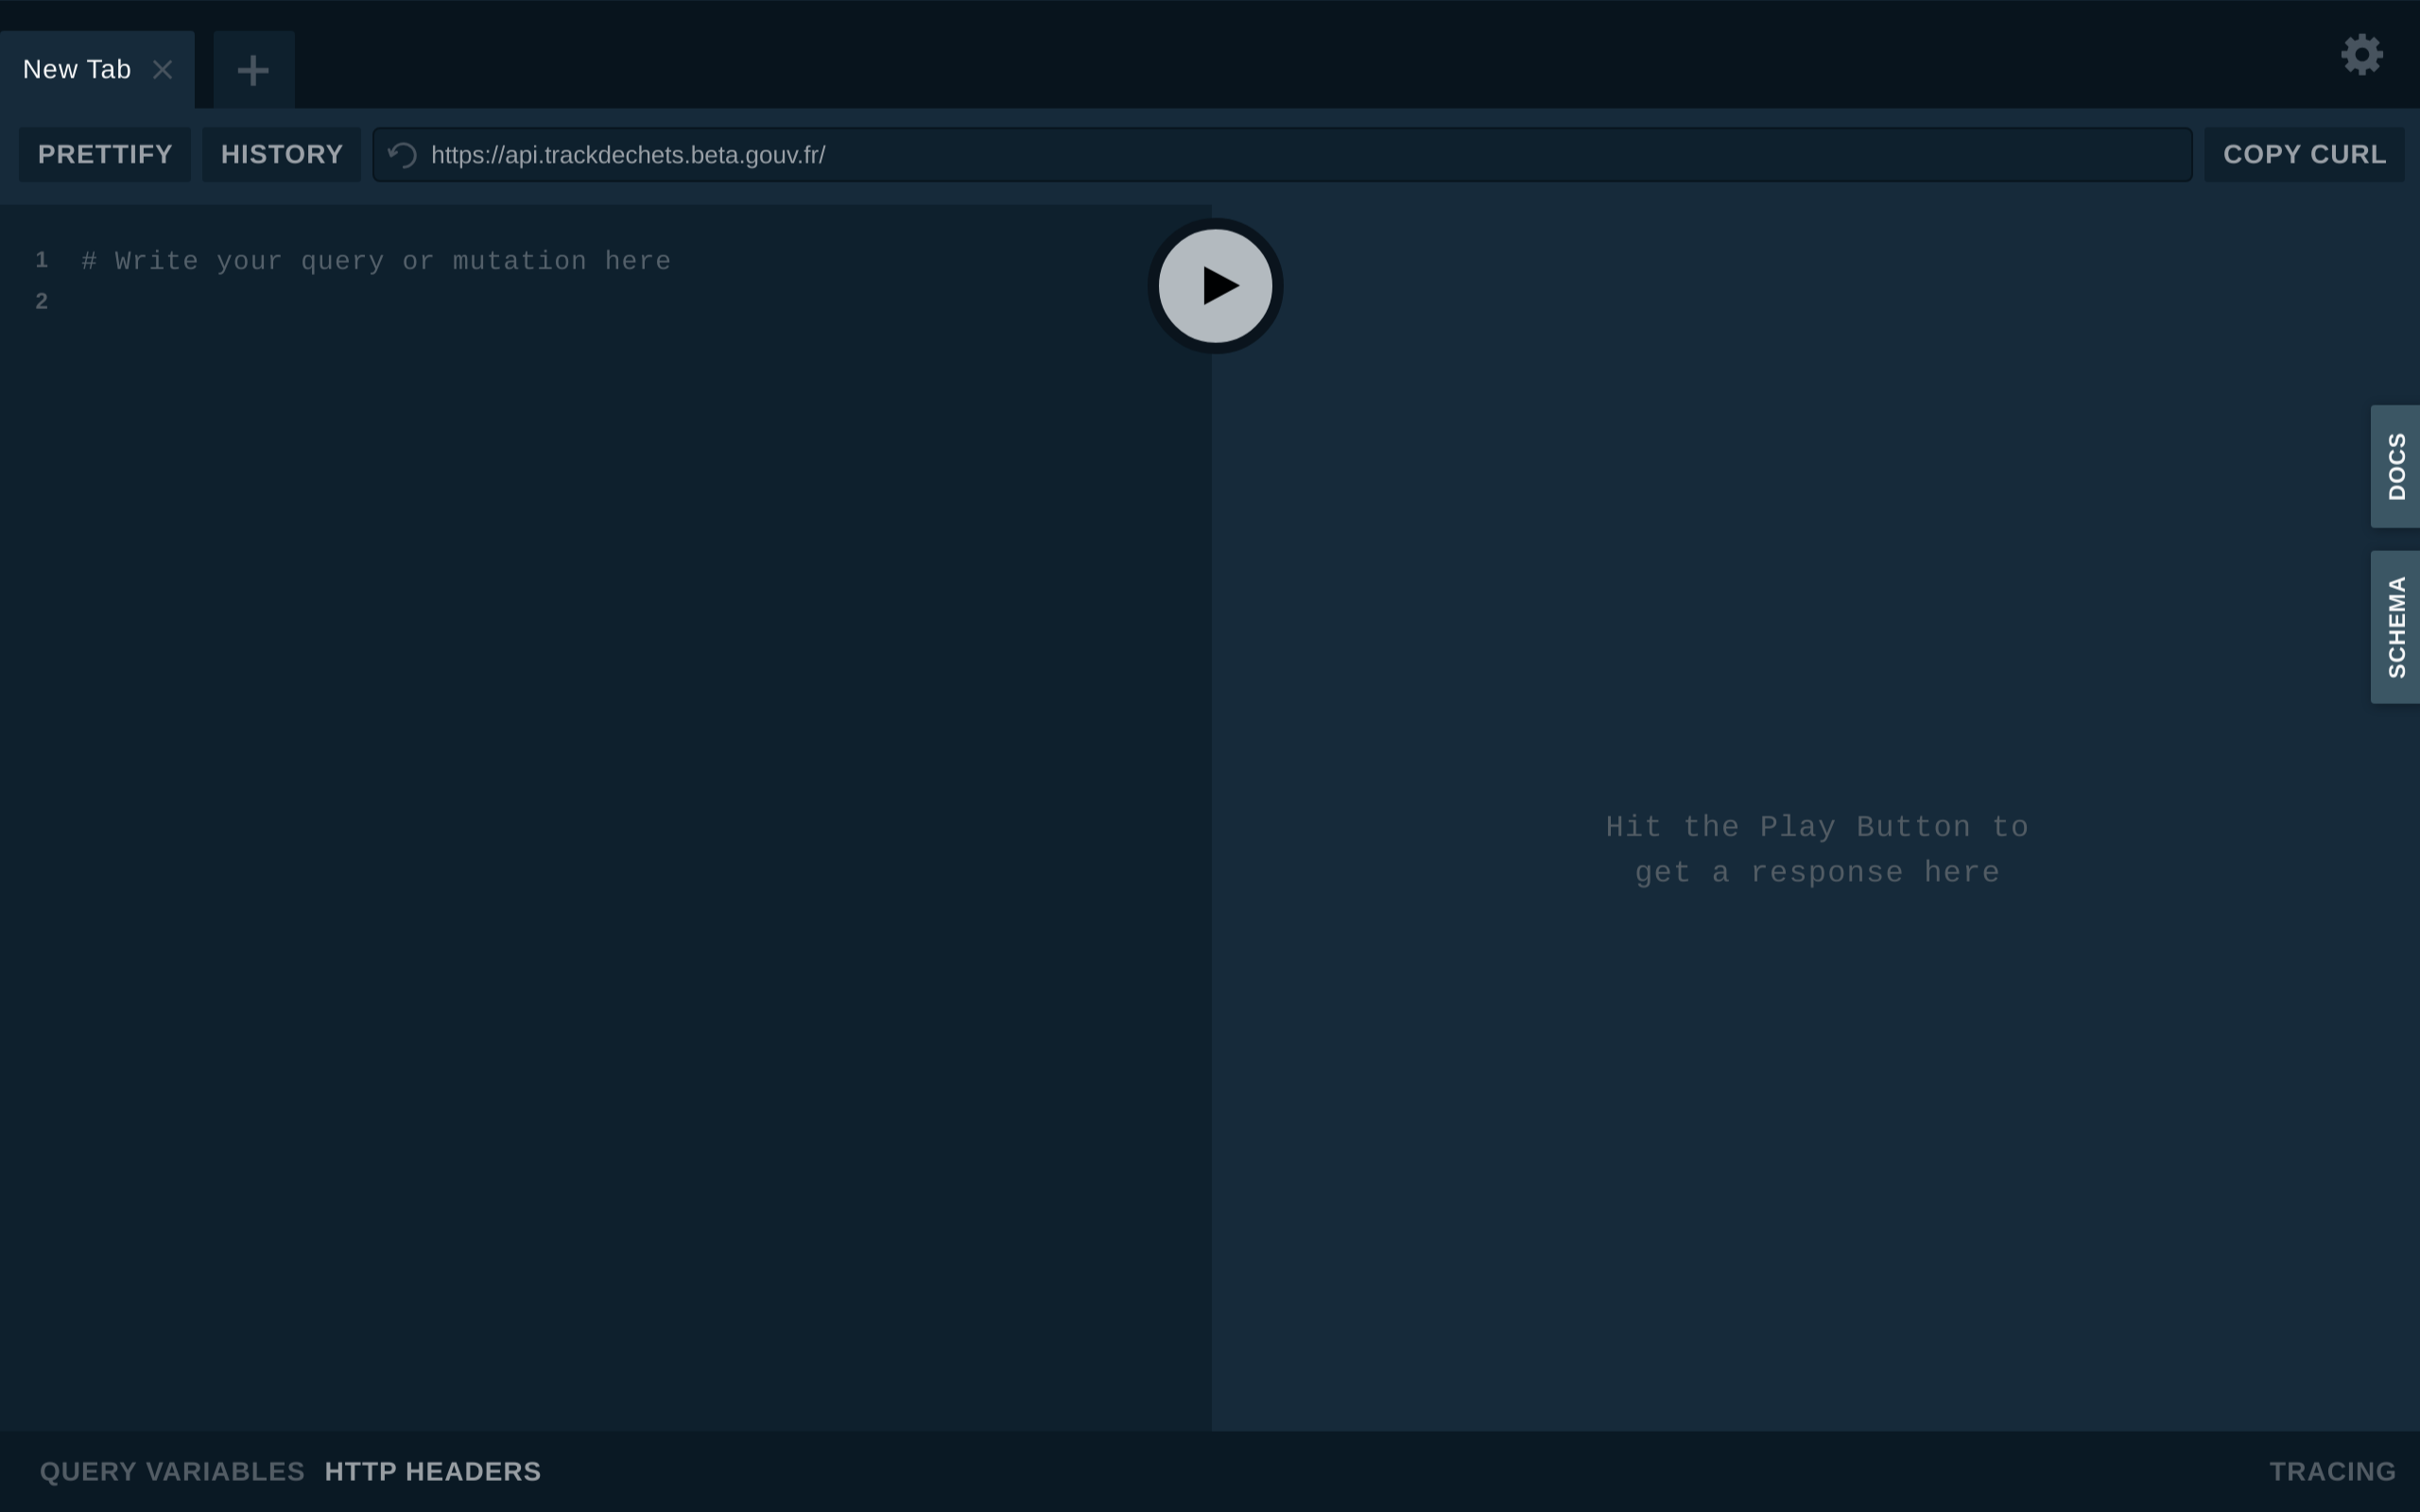 New Tab
PRETTIFY HISTORY https://api.trackdechets.beta.gouv.fr/ COPY CURL
1 # Write your query or mutation here
2
DOCS
SCHEMA
Hit the Play Button to
get a response here
QUERY VARIABLES HTTP HEADERS TRACING